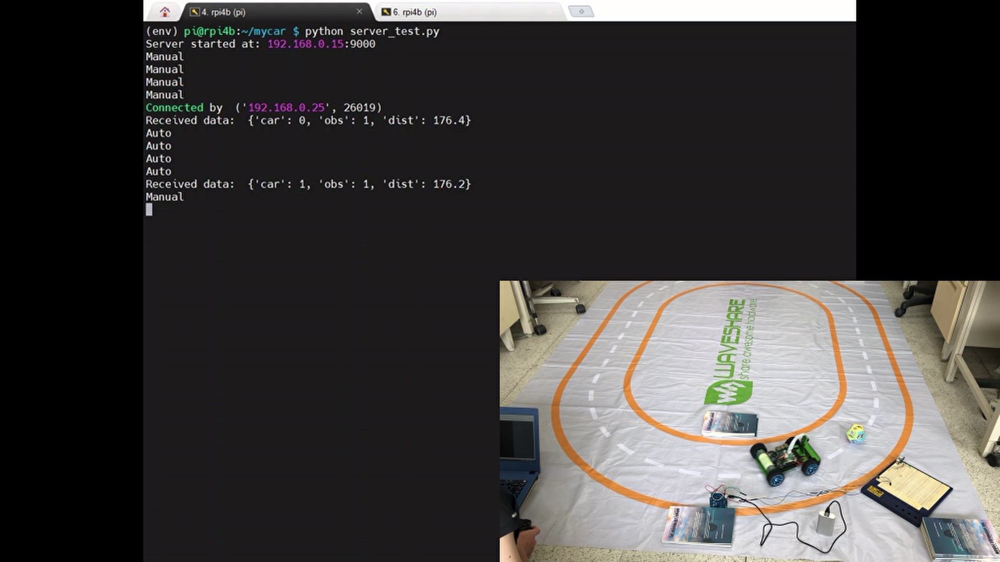 4. rpi4b (pi)
6. rpi4b (pi)
(env) pi@rpi4b:~/mycar $ python server_test.py
Server started at: 192.168.0.15:9000
Manual
Manual
Manual
Manual
Connected by  ('192.168.0.25', 26019)
Received data:  {'car': 0, 'obs': 1, 'dist': 176.4}
Auto
Auto
Auto
Auto
Received data:  {'car': 1, 'obs': 1, 'dist': 176.2}
Manual
WAVESHARE
share awesome hardware